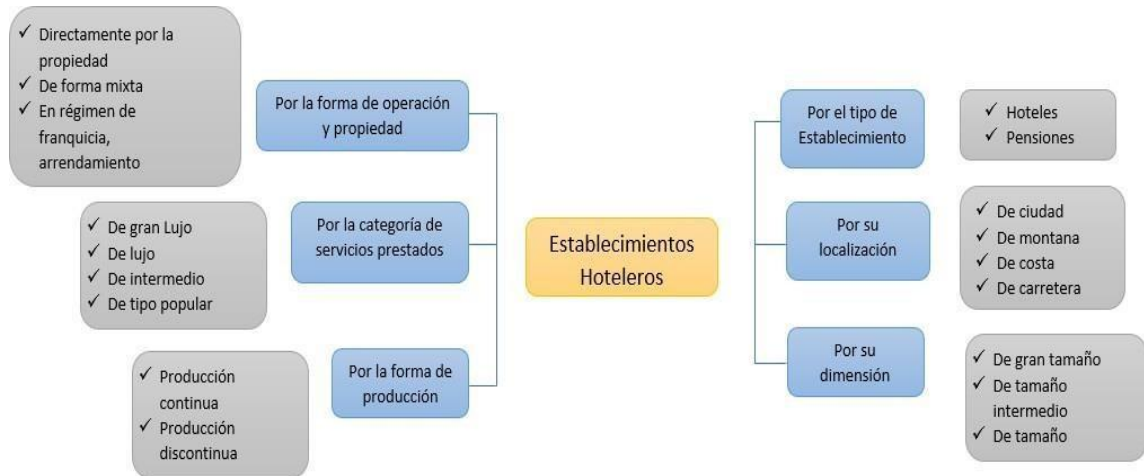 ✓ Directamente por la
propiedad
✓ De forma mixta
✓ En régimen de
franquicia,
arrendamiento
Por la forma de operación
y propiedad
✓ De gran Lujo
✓ De lujo
✓ De intermedio
✓ De tipo popular
Por la categoría de
servicios prestados
✓ Producción
continua
✓ Producción
discontinua
Por la forma de
producción
Establecimientos
Hoteleros
Por el tipo de
Establecimiento
✓ Hoteles
✓ Pensiones
Por su
localización
✓ De ciudad
✓ De montana
✓ De costa
✓ De carretera
Por su
dimensión
✓ De gran tamaño
✓ De tamaño
intermedio
✓ De tamaño